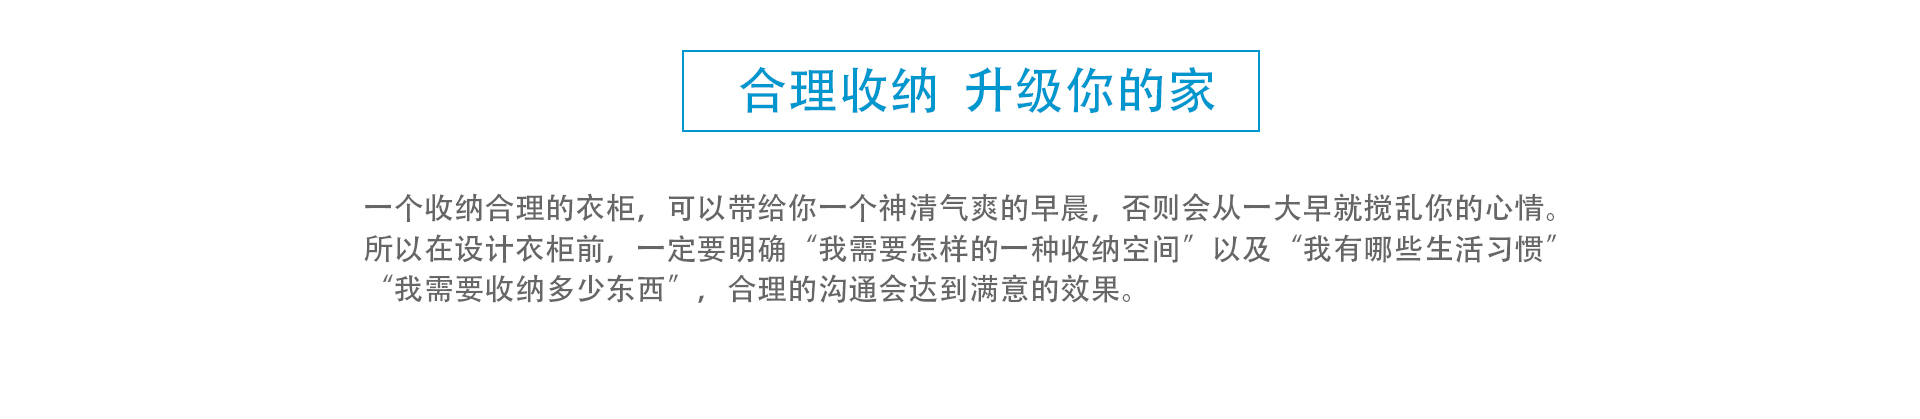 合理收纳 升级你的家
一个收纳合理的衣柜，可以带给你一个神清气爽的早晨，否则会从一大早就搅乱你的心情。
所以在设计衣柜前，一定要明确“我需要怎样的一种收纳空间”以及“我有哪些生活习惯”
“我需要收纳多少东西”，合理的沟通会达到满意的效果。